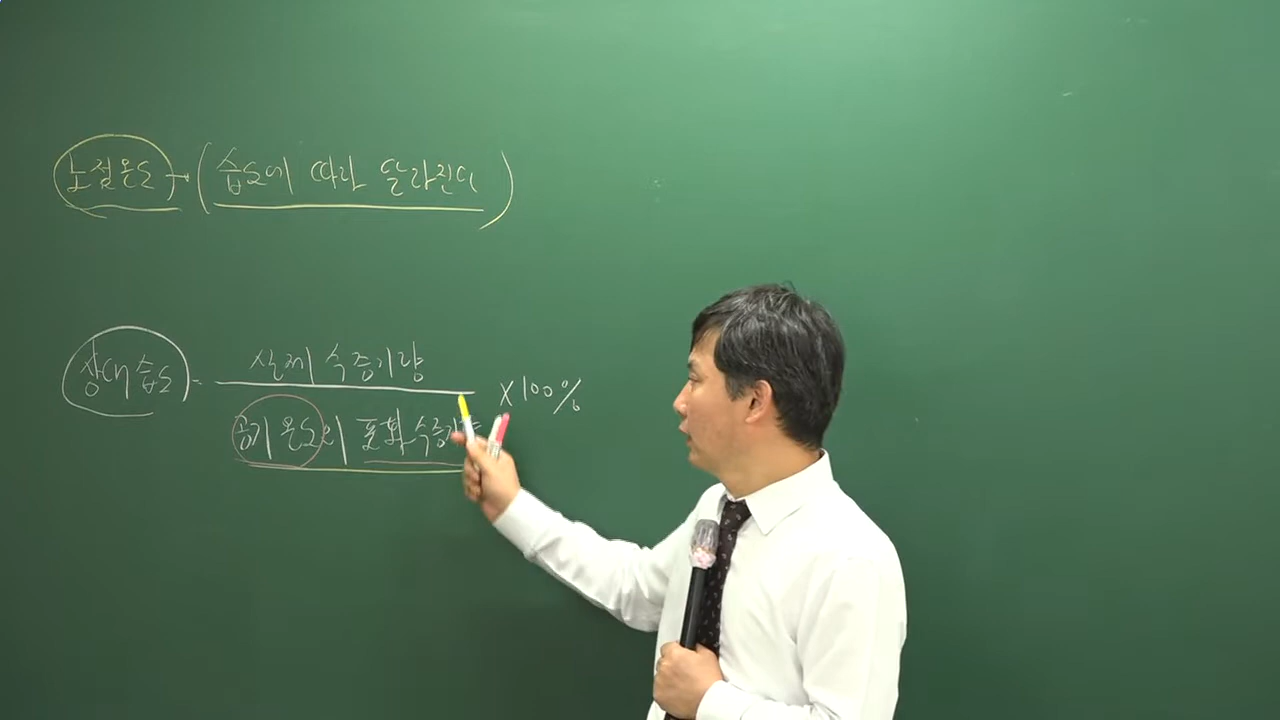 노점온도 → (습도에 따라 달라진다)
실제 수증기량
상대습도 = × 100%
공기 온도의 포화수증기